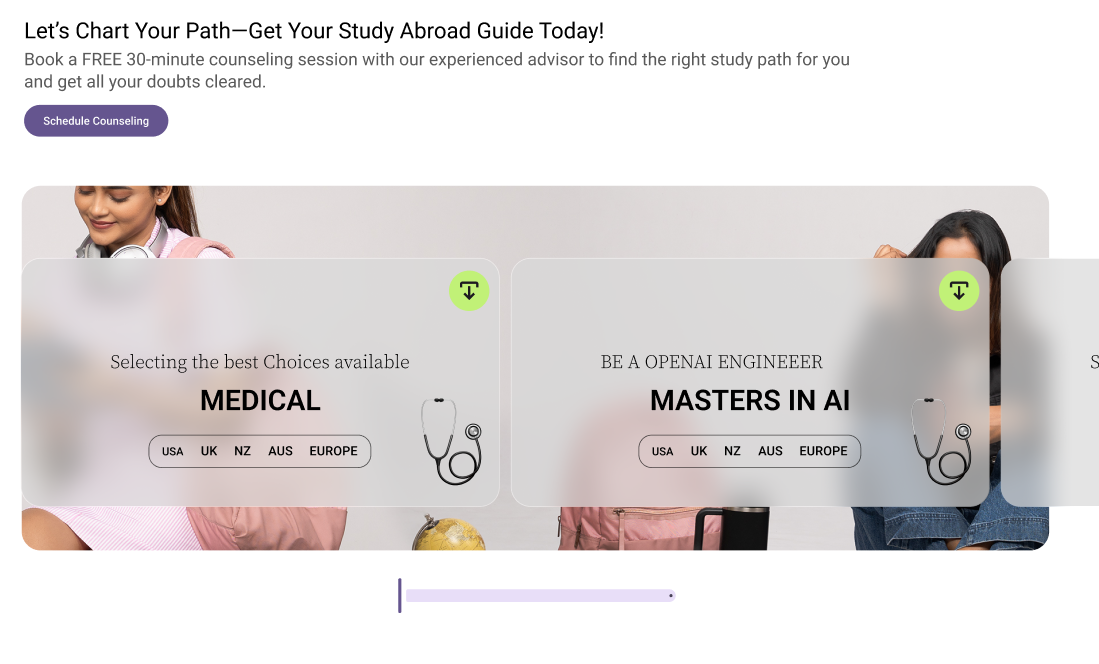 Let’s Chart Your Path—Get Your Study Abroad Guide Today!
Book a FREE 30-minute counseling session with our experienced advisor to find the right study path for you
and get all your doubts cleared.
Schedule Counseling
Selecting the best Choices available
MEDICAL
USA UK NZ AUS EUROPE
BE A OPENAI ENGINEEER
MASTERS IN AI
USA UK NZ AUS EUROPE
S